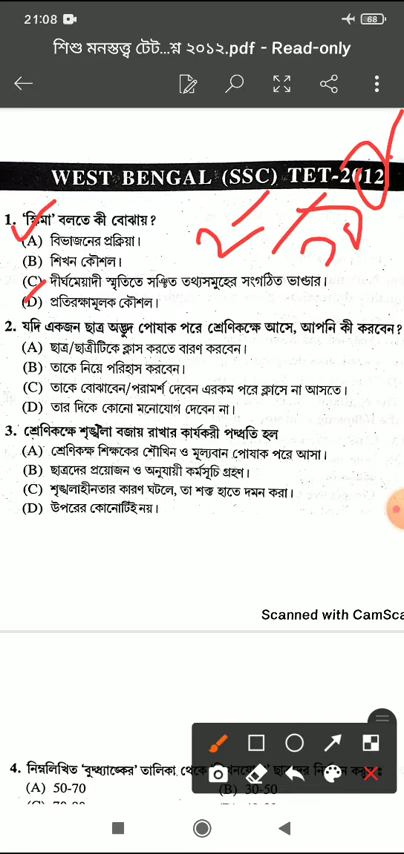 21:08
68
শিশু মনস্তত্ত্ব টেট...শ্ন ২০১২.pdf - Read-only
WEST BENGAL (SSC) TET-2012
1. 'স্কিমা' বলতে কী বোঝায় ?
(A) বিভাজনের প্রক্রিয়া।
(B) শিখন কৌশল।
(C) দীর্ঘমেয়াদী স্মৃতিতে সঞ্চিত তথ্যসমূহের সংগঠিত ভাণ্ডার।
(D) প্রতিরক্ষামূলক কৌশল।
2. যদি একজন ছাত্র অদ্ভুদ পোষাক পরে শ্রেণিকক্ষে আসে, আপনি কী করবেন ?
(A) ছাত্র/ছাত্রীটিকে ক্লাস করতে বারণ করবেন।
(B) তাকে নিয়ে পরিহাস করবেন।
(C) তাকে বোঝাবেন/পরামর্শ দেবেন এরকম পরে ক্লাসে না আসতে।
(D) তার দিকে কোনো মনোযোগ দেবেন না।
3. শ্রেণিকক্ষে শৃঙ্খলা বজায় রাখার কার্যকরী পদ্ধতি হল
(A) শ্রেণিকক্ষ শিক্ষকের শৌখিন ও মূল্যবান পোষাক পরে আসা।
(B) ছাত্রদের প্রয়োজন ও অনুযায়ী কর্মসূচি গ্রহণ।
(C) শৃঙ্খলাহীনতার কারণ ঘটলে, তা শক্ত হাতে দমন করা।
(D) উপরের কোনোটিই নয়।
Scanned with CamSca
4. নিম্নলিখিত 'বুদ্ধ্যাঙ্কের' তালিকা থেকে
(A) 50-70
(B) 30-50